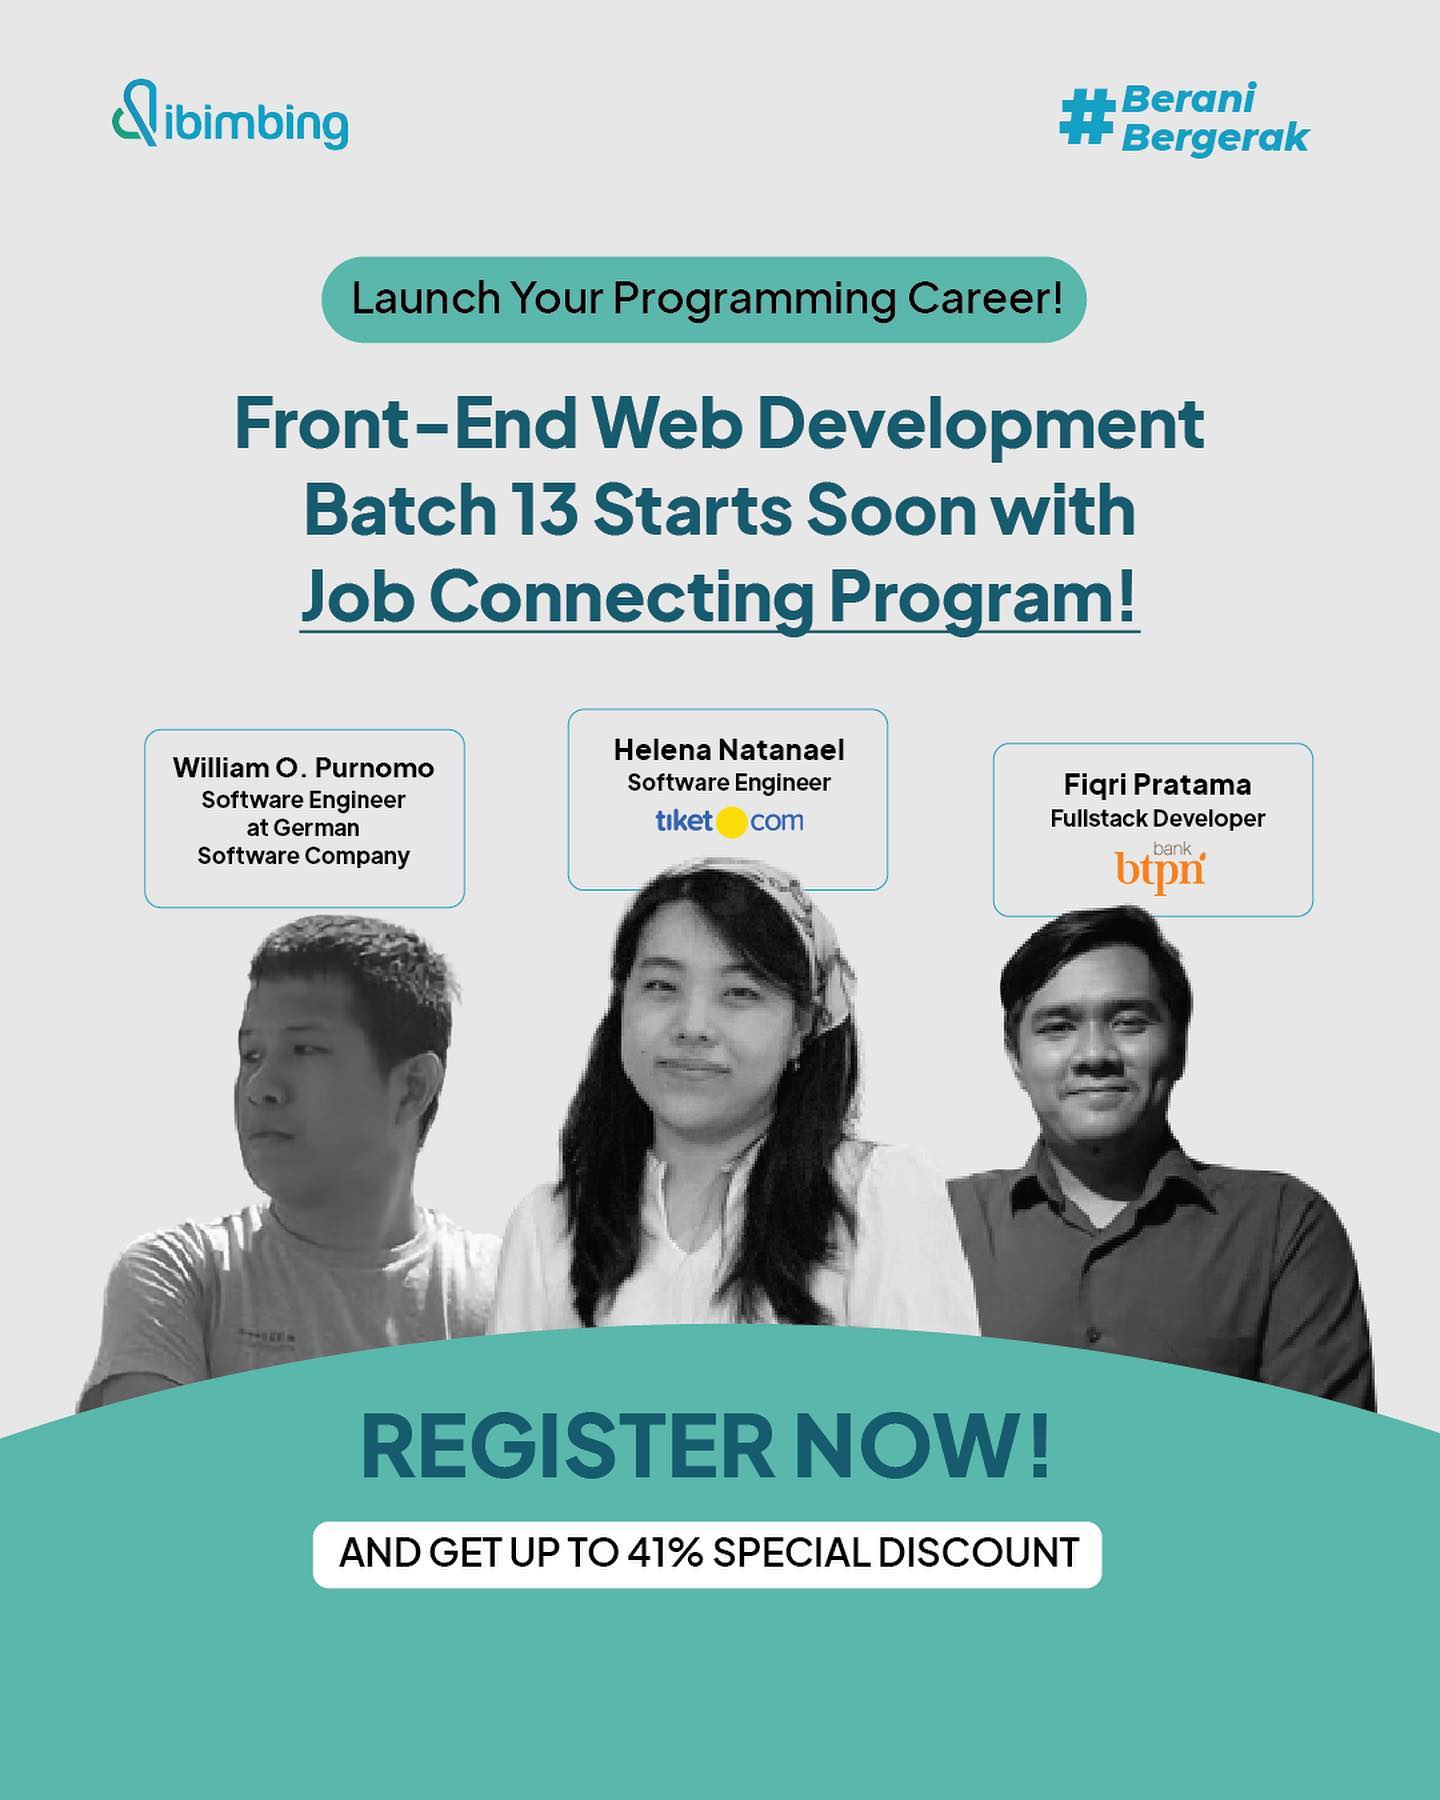 dibimbing
#Berani
Bergerak
Launch Your Programming Career!
Front-End Web Development
Batch 13 Starts Soon with
Job Connecting Program!
William O. Purnomo
Software Engineer
at German
Software Company
Helena Natanael
Software Engineer
tiket.com
Fiqri Pratama
Fullstack Developer
bank
btpn
REGISTER NOW!
AND GET UP TO 41% SPECIAL DISCOUNT